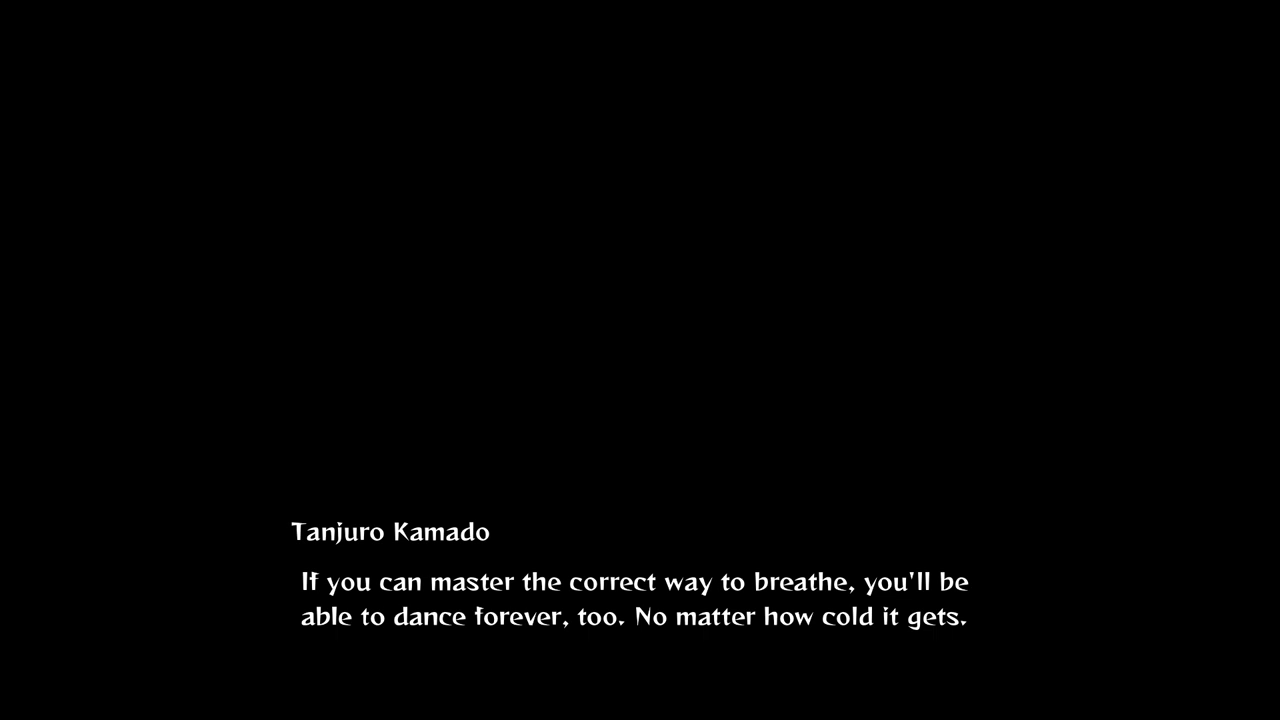 Tanjuro Kamado
If you can master the correct way to breathe, you'll be
able to dance forever, too. No matter how cold it gets.